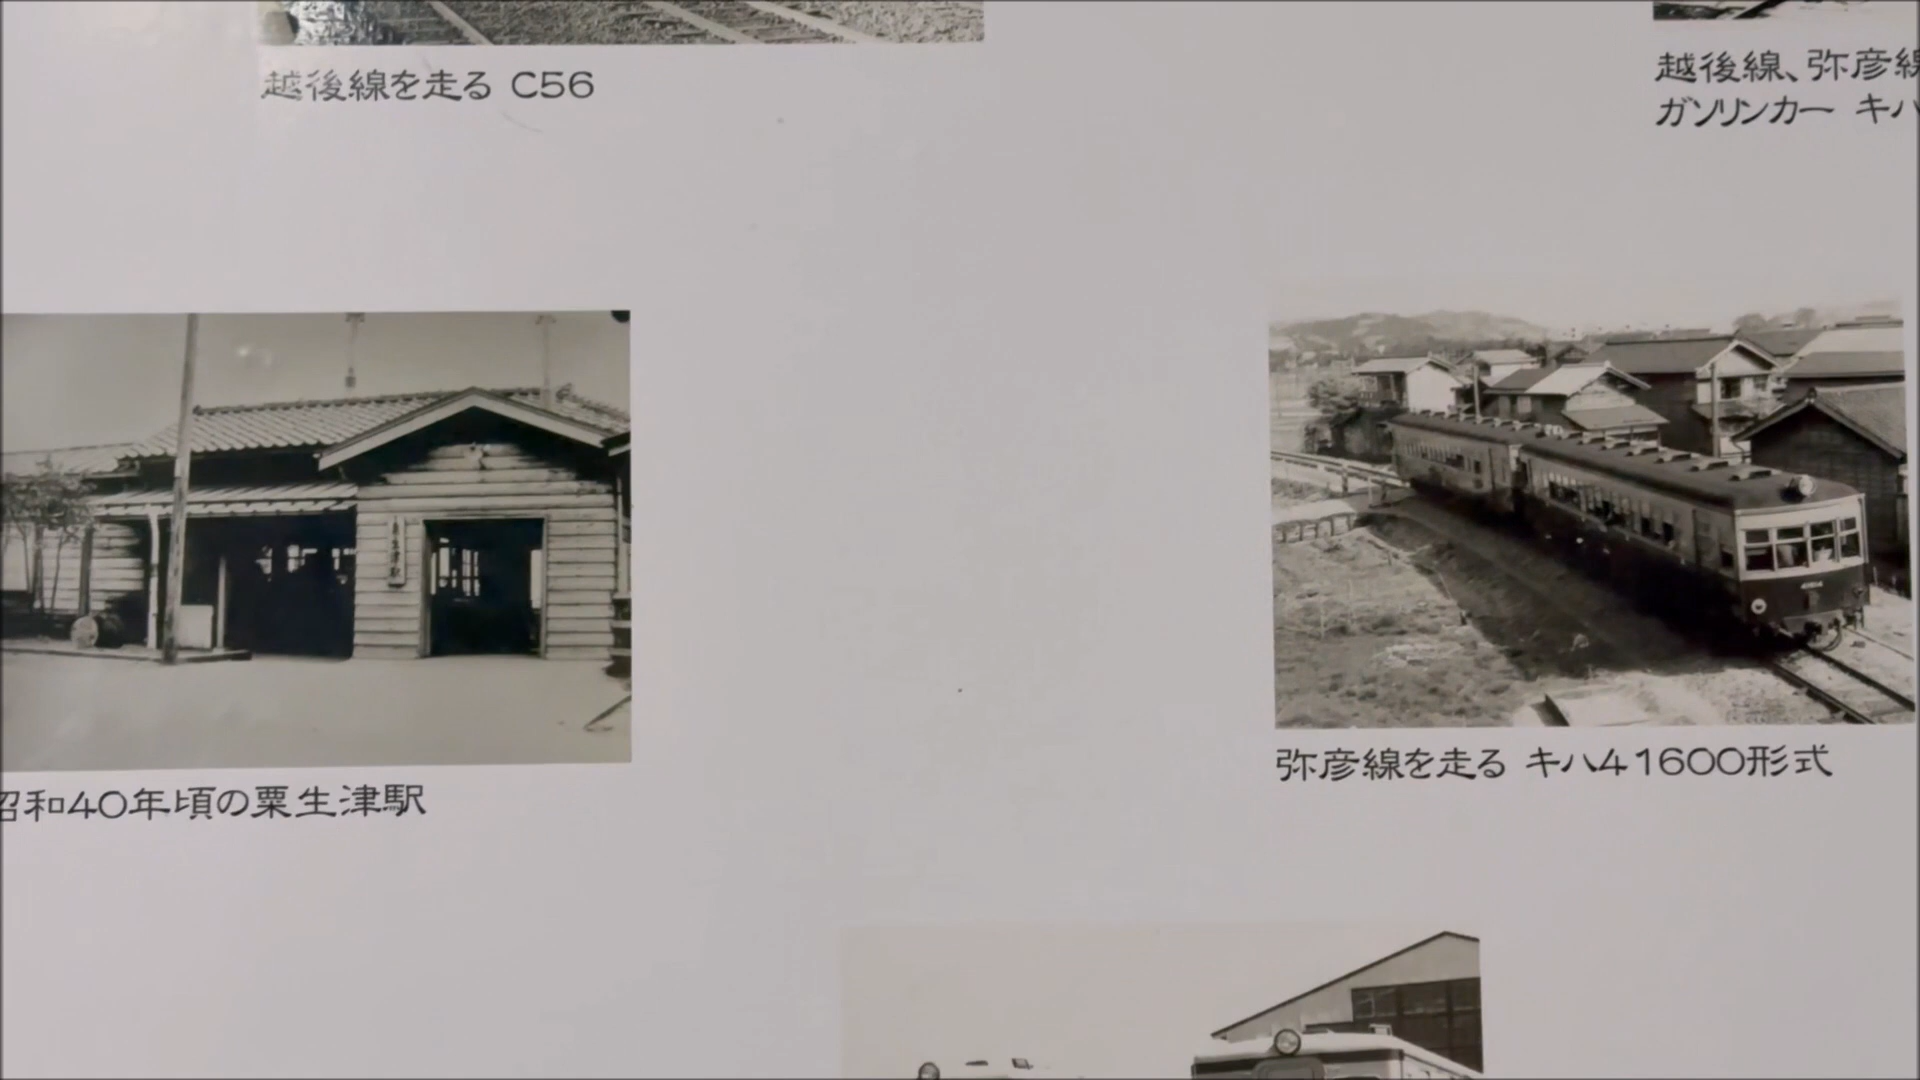 越後線を走る C56
越後線、弥彦線
ガソリンカー キハ
昭和40年頃の粟生津駅
弥彦線を走る キハ41600形式